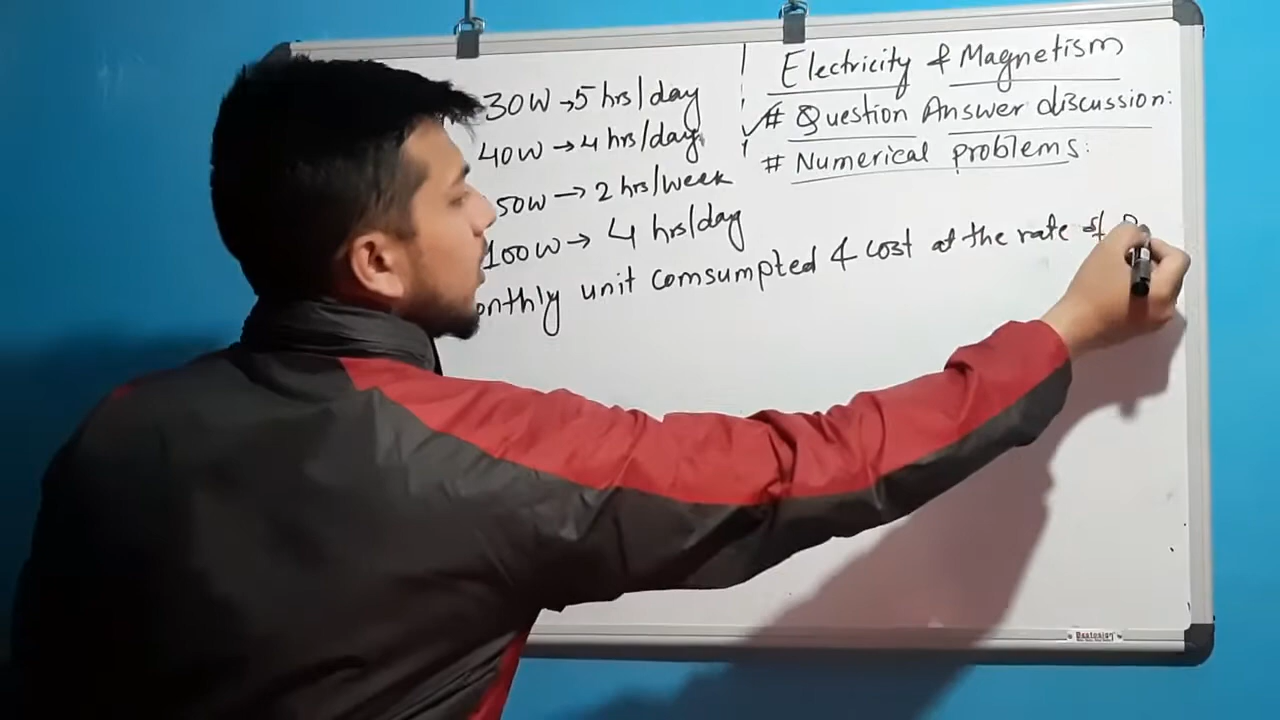 30W → 5 hrs/day
40W → 4 hrs/day
50W → 2 hrs/week
100W → 4 hrs/day
onthly unit comsumpted & cost at the rate of
Electricity & Magnetism
# Question Answer discussion:
# Numerical problems: